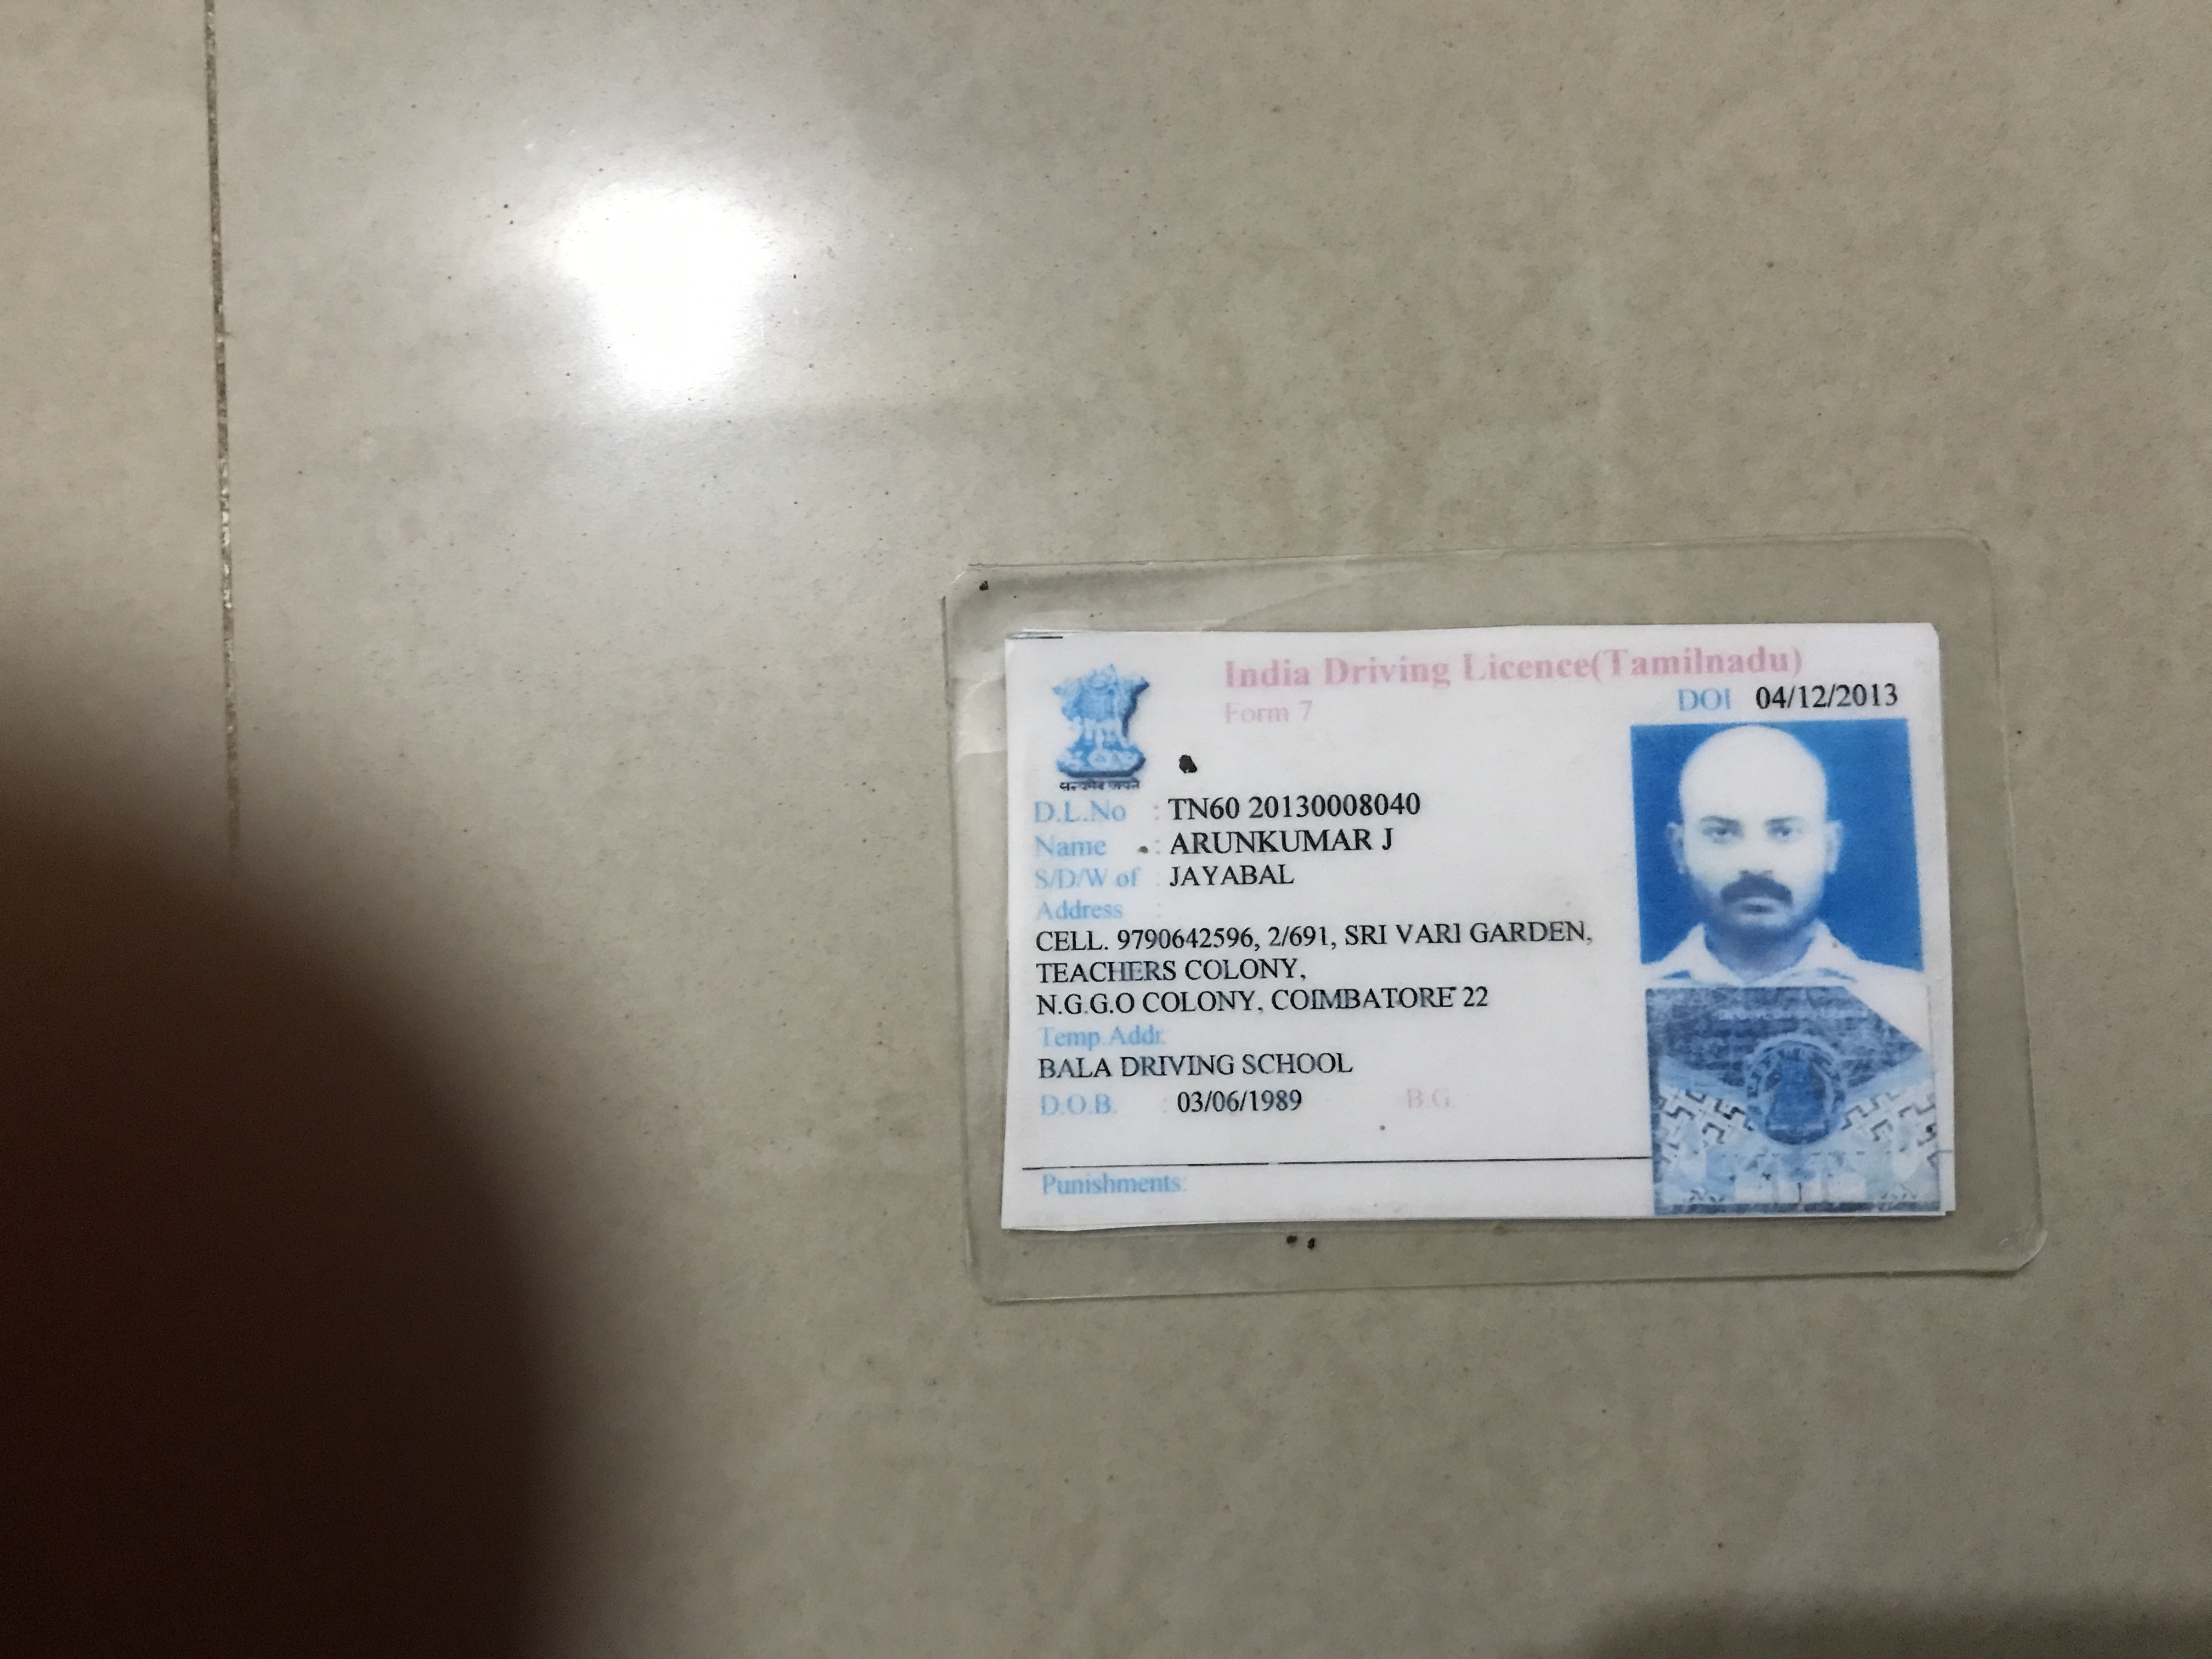 India Driving Licence(Tamilnadu)
Form 7
DOI 04/12/2013
D.L.No : TN60 20130008040
Name : ARUNKUMAR J
S/D/W of : JAYABAL
Address :
CELL. 9790642596, 2/691, SRI VARI GARDEN,
TEACHERS COLONY,
N.G.G.O COLONY, COIMBATORE 22
Temp Addr.
BALA DRIVING SCHOOL
D.O.B. : 03/06/1989 B.G.
Punishments: